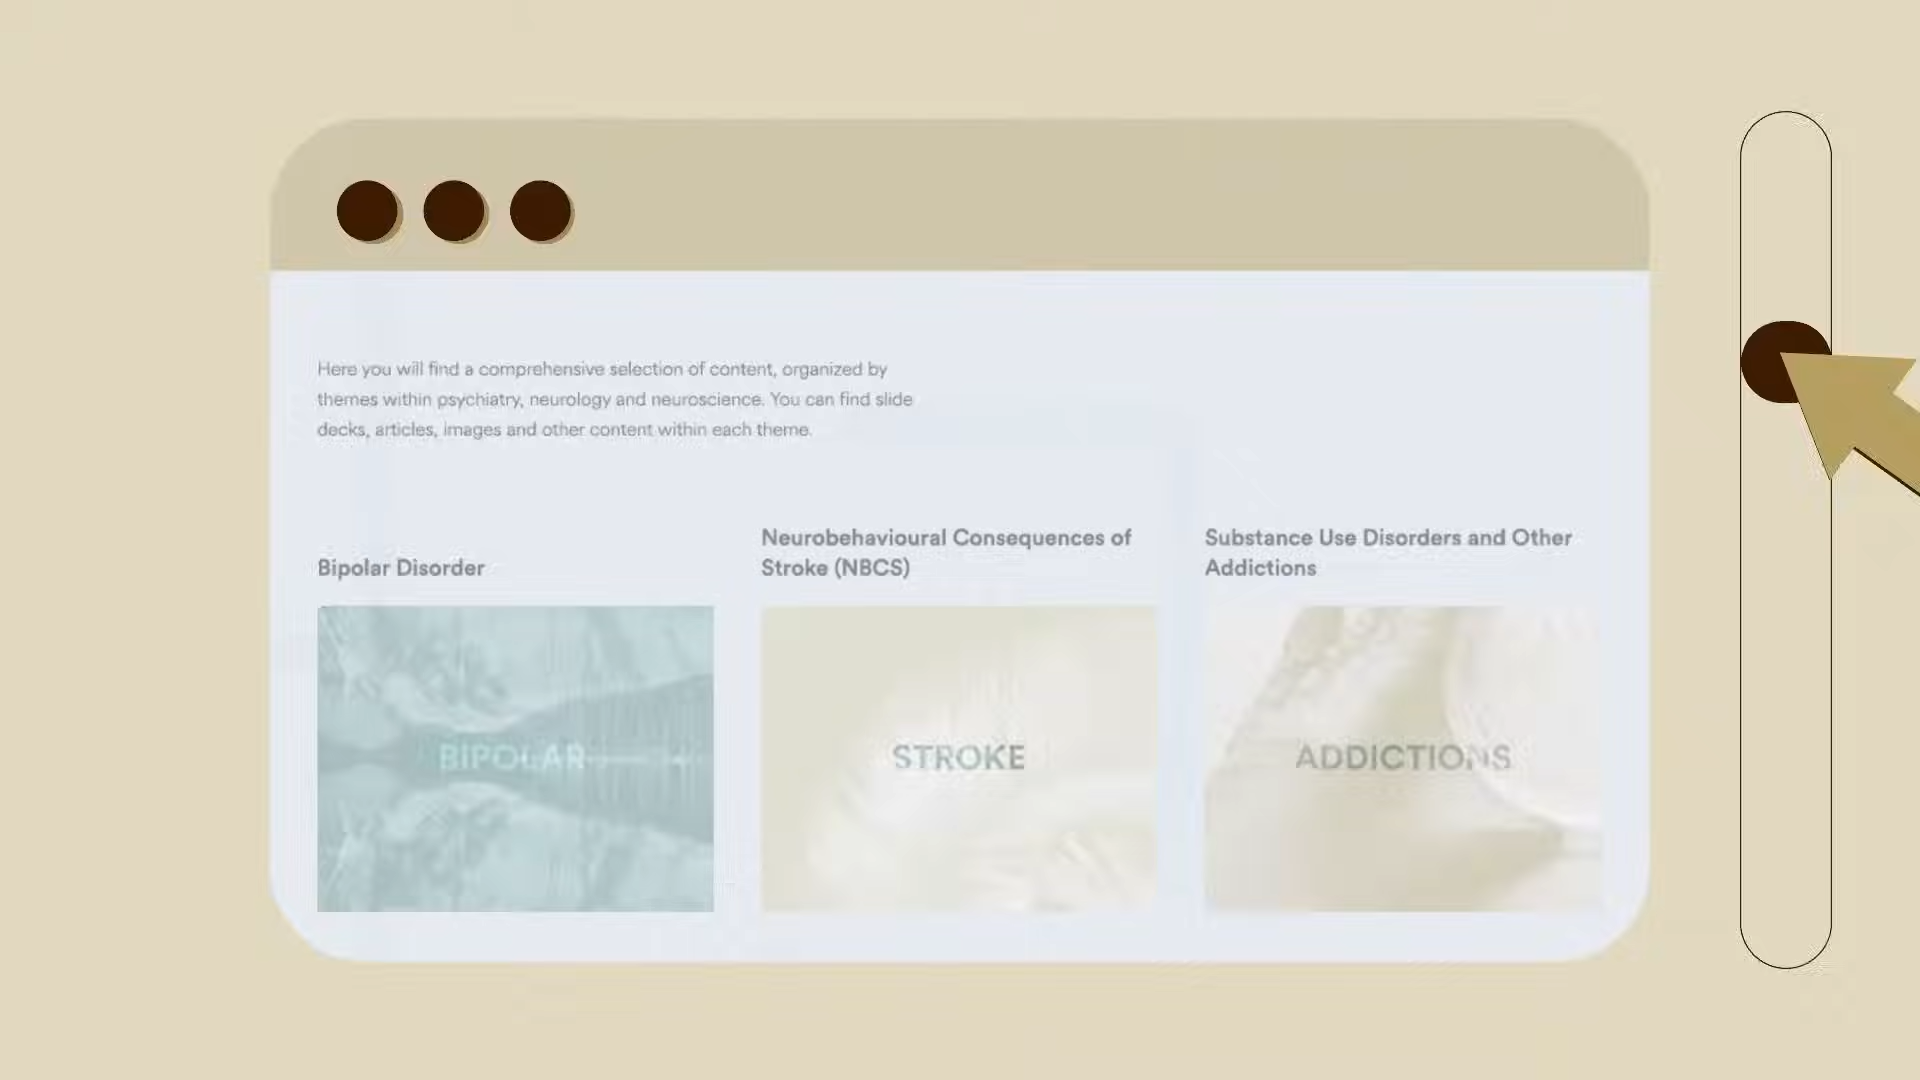 Here you will find a comprehensive selection of content, organized by
themes within psychiatry, neurology and neuroscience. You can find slide
decks, articles, images and other content within each theme.
Bipolar Disorder
Neurobehavioural Consequences of
Stroke (NBCS)
Substance Use Disorders and Other
Addictions
BIPOLAR
STROKE
ADDICTIONS